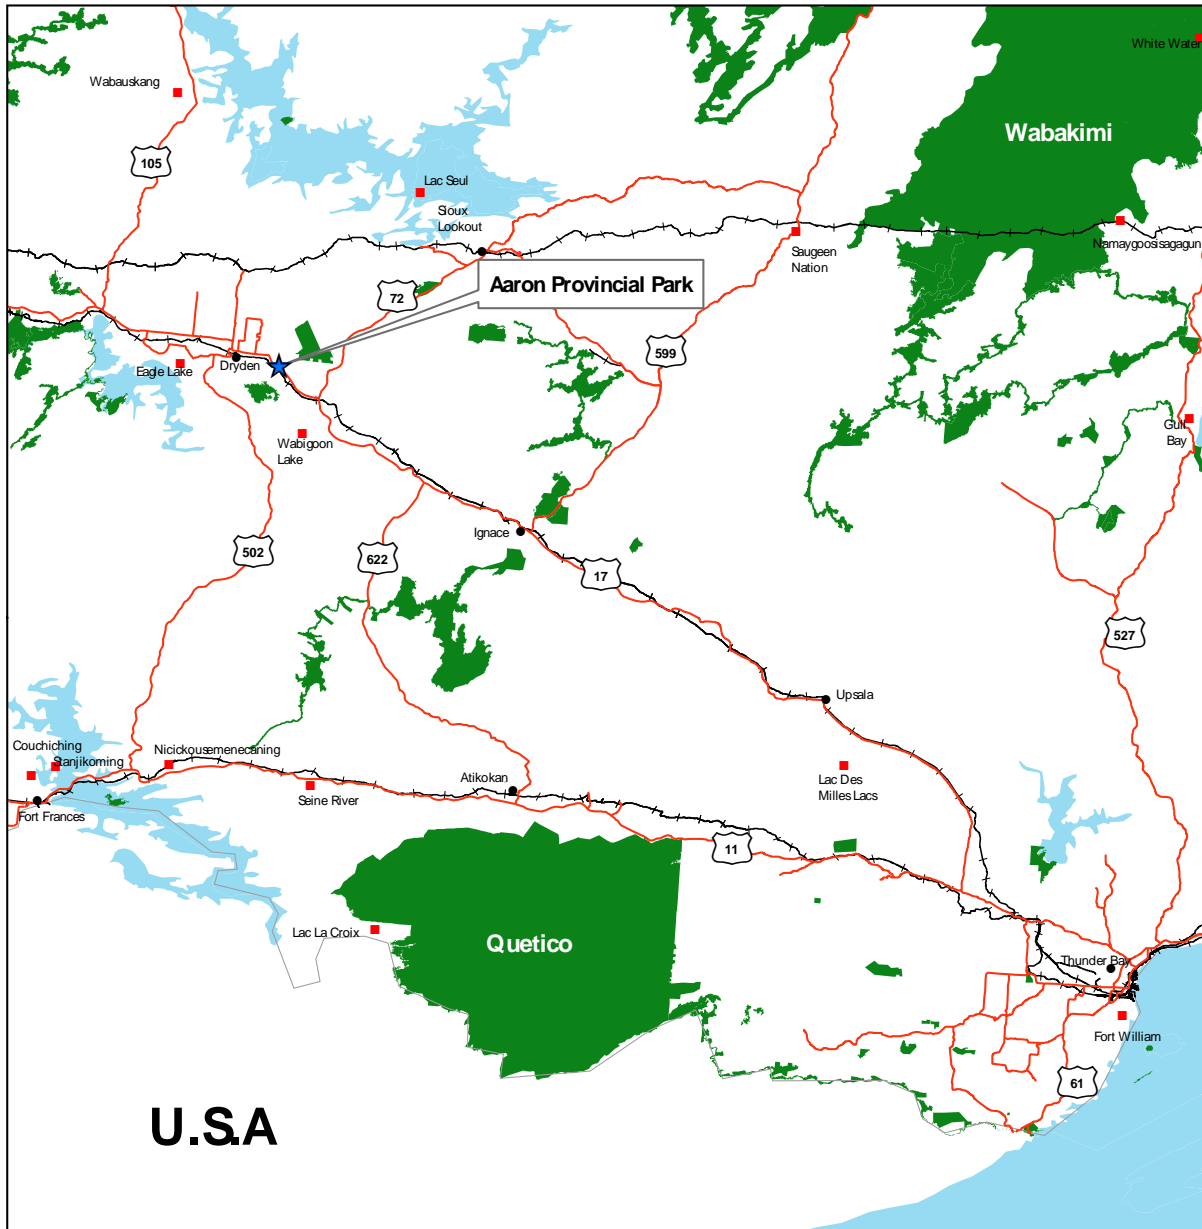 White Water
Wabauskang
Wabakimi
105
Lac Seul
Sioux
Lookout
Namaygoosisagagun
Saugeen
Nation
Aaron Provincial Park
72
599
Eagle Lake
Dryden
Gull
Bay
Wabigoon
Lake
Ignace
502
622
17
527
Upsala
Couchiching
Stanjikoming
Nicickousemenecaning
Atikokan
Lac Des
Milles Lacs
Seine River
Fort Frances
11
Lac La Croix
Quetico
Thunder Bay
Fort William
61
U.S.A